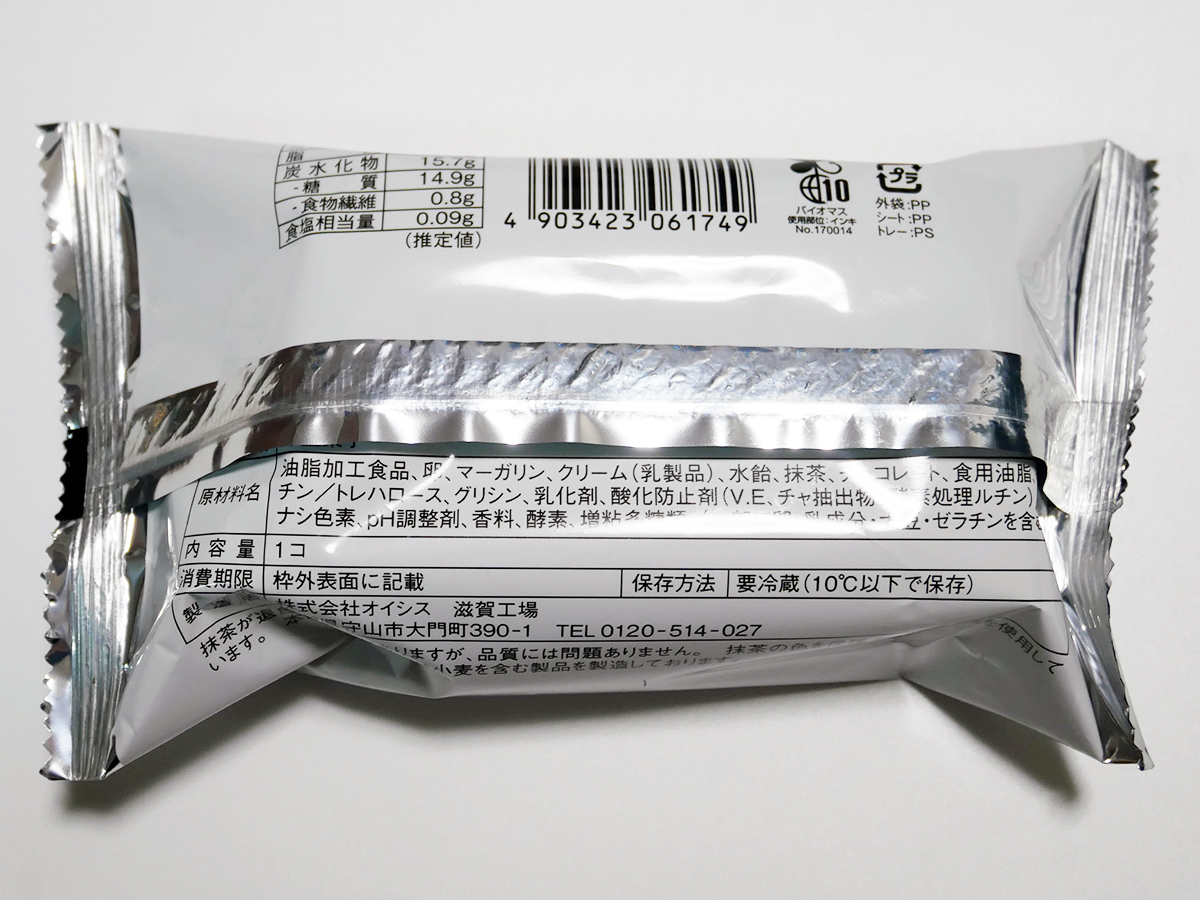 炭水化物 15.7g
-糖質 14.9g
-食物繊維 0.8g
食塩相当量 0.09g
(推定値)
4 903423 061749
10
バイオマス
使用部位:インキ
No.170014
プラ
外袋:PP
シート:PP
トレー:PS
原材料名
油脂加工食品、卵、マーガリン、クリーム(乳製品)、水飴、抹茶、チョコレート、食用油脂
チン/トレハロース、グリシン、乳化剤、酸化防止剤(V.E、チャ抽出物、酵素処理ルチン)
ナシ色素、pH調整剤、香料、酵素、増粘多糖類 卵・乳成分・大豆・ゼラチンを含む
内容量 1コ
消費期限 枠外表面に記載 保存方法 要冷蔵(10℃以下で保存)
株式会社オイシス 滋賀工場
守山市大門町390-1 TEL0120-514-027
抹茶が退 りますが、品質には問題ありません。 抹茶の色 を使用して
います。 小麦を含む製品を製造しております